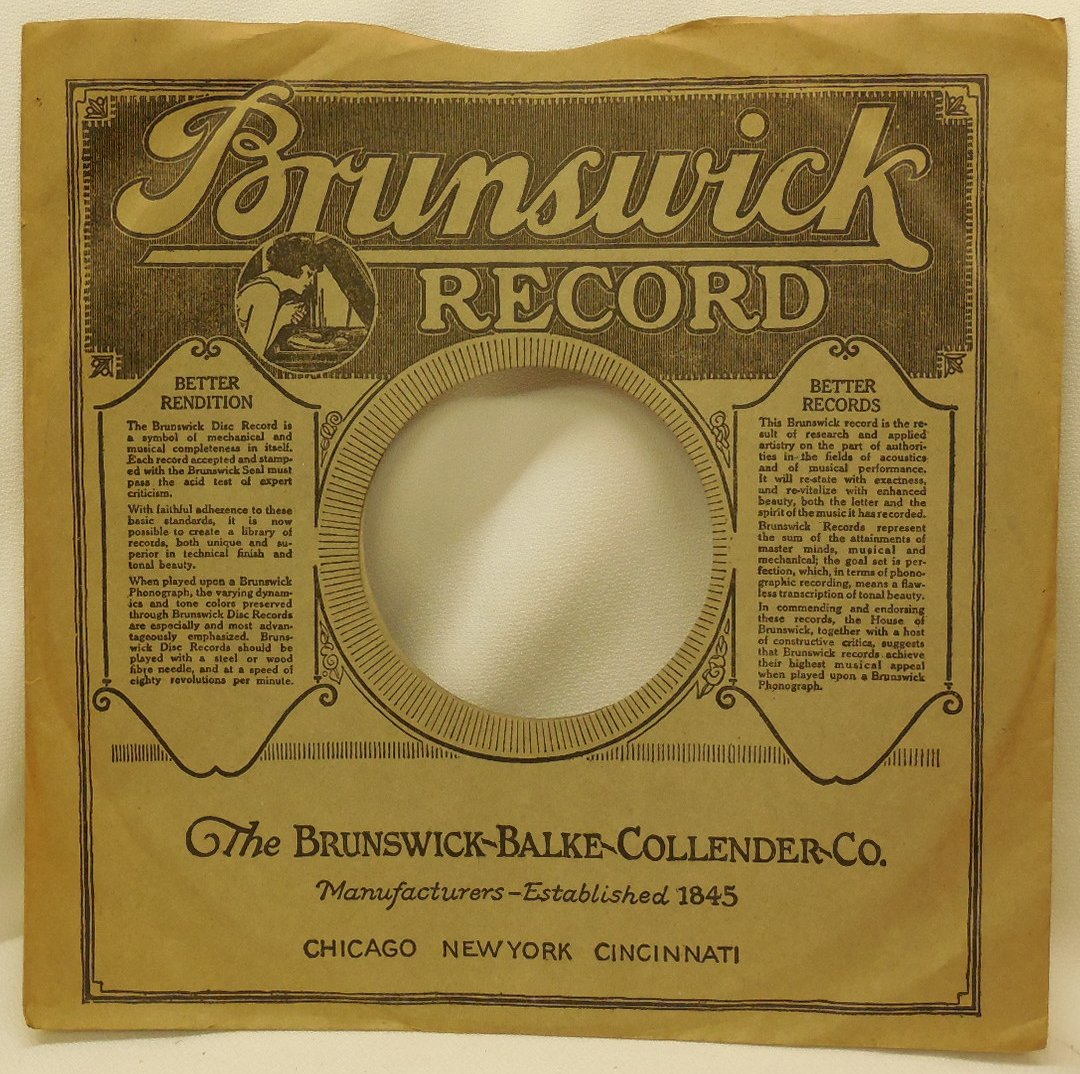 Brunswick
RECORD
BETTER
RENDITION
The Brunswick Disc Record is
a symbol of mechanical and
musical completeness in itself.
Each record accepted and stamp-
ed with the Brunswick Seal must
pass the acid test of expert
criticism.
With faithful adherence to these
basic standards, it is now
possible to create a library of
records, both unique and su-
perior in technical finish and
tonal beauty.
When played upon a Brunswick
Phonograph, the varying dynam-
ics and tone colors preserved
through Brunswick Disc Records
are especially and most advan-
tageously emphasized. Bruns-
wick Disc Records should be
played with a steel or wood
fibre needle, and at a speed of
eighty revolutions per minute.
BETTER
RECORDS
This Brunswick record is the re-
sult of research and applied
artistry on the part of authori-
ties in the fields of acoustics
and of musical performance.
It will re-state with exactness,
and re-vitalize with enhanced
beauty, both the letter and the
spirit of the music it has recorded.
Brunswick Records represent
the sum of the attainments of
master minds, musical and
mechanical; the goal set is per-
fection, which, in terms of phono-
graphic recording, means a flaw-
less transcription of tonal beauty.
In commending and endorsing
these records, the House of
Brunswick, together with a host
of constructive critics, suggests
that Brunswick records achieve
their highest musical appeal
when played upon a Brunswick
Phonograph.
The BRUNSWICK-BALKE-COLLENDER-CO.
Manufacturers-Established 1845
CHICAGO NEW YORK CINCINNATI